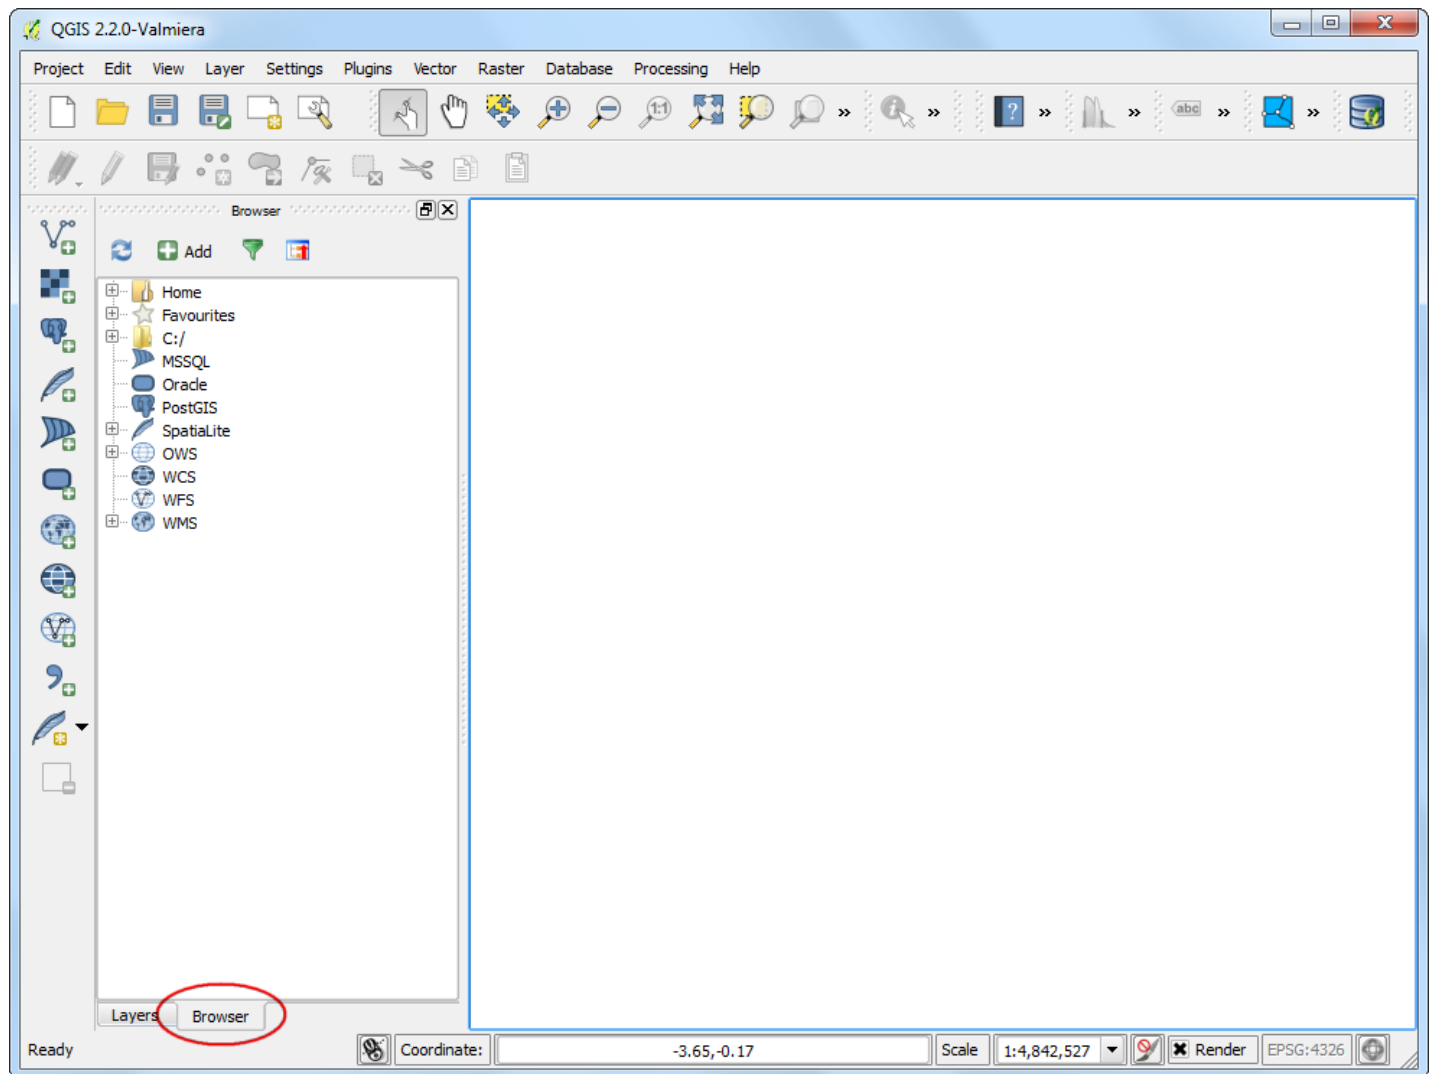 QGIS 2.2.0-Valmiera
Project Edit View Layer Settings Plugins Vector Raster Database Processing Help
1:1 » » ? » » abc » »
Browser
Add
Home
Favourites
C:/
MSSQL
Oracle
PostGIS
SpatiaLite
OWS
WCS
WFS
WMS
Layers Browser
Ready Coordinate: -3.65,-0.17 Scale 1:4,842,527 Render EPSG:4326